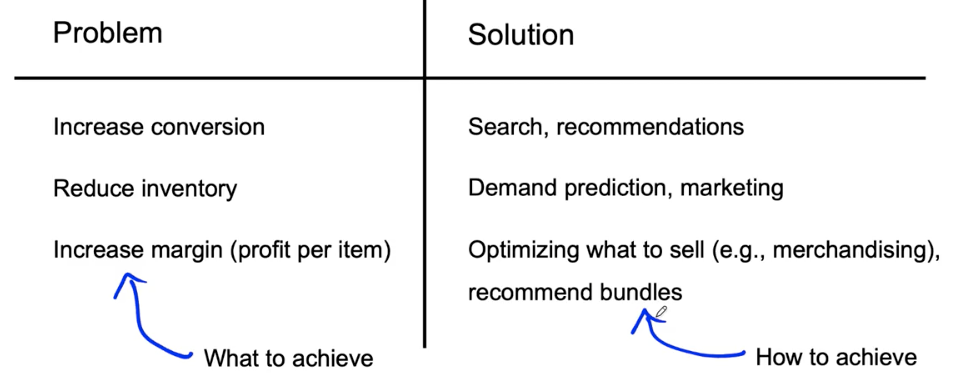 Problem
Solution
Increase conversion
Search, recommendations
Reduce inventory
Demand prediction, marketing
Increase margin (profit per item)
Optimizing what to sell (e.g., merchandising),
recommend bundles
What to achieve
How to achieve